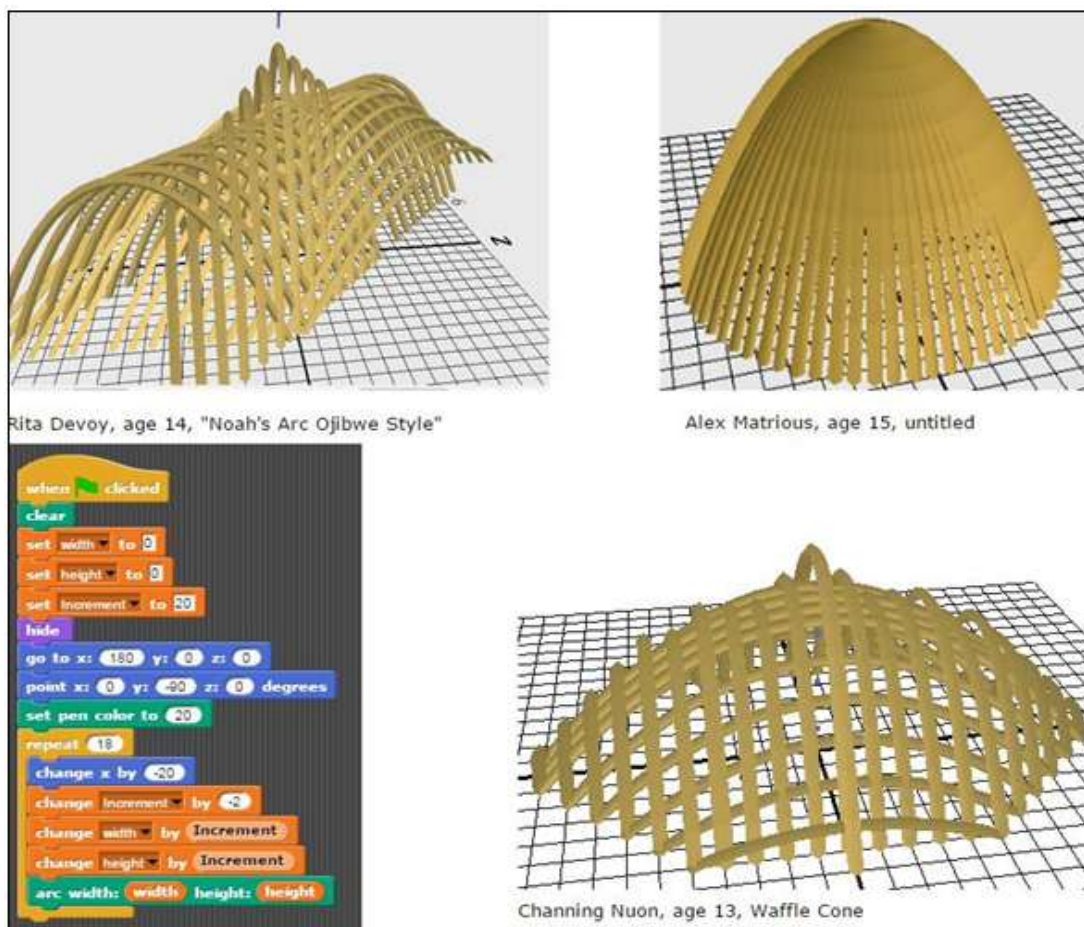 Z
Rita Devoy, age 14, "Noah's Arc Ojibwe Style"
Alex Matrious, age 15, untitled
when clicked
clear
set width to 0
set height to 0
set Increment to 20
hide
go to x: 180 y: 0 z: 0
point x: 0 y: -90 z: 0 degrees
set pen color to 20
repeat 18
change x by -20
change Increment by -2
change width by Increment
change height by Increment
arc width: width height: height
Channing Nuon, age 13, Waffle Cone